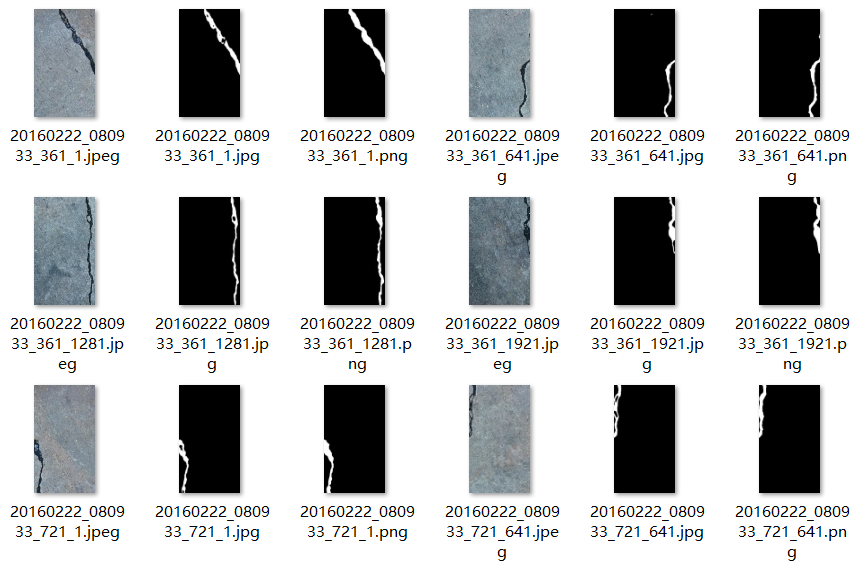 20160222_0809
33_361_1.jpeg
20160222_0809
33_361_1.jpg
20160222_0809
33_361_1.png
20160222_0809
33_361_641.jpe
g
20160222_0809
33_361_641.jpg
20160222_0809
33_361_641.pn
g
20160222_0809
33_361_1281.jp
eg
20160222_0809
33_361_1281.jp
g
20160222_0809
33_361_1281.p
ng
20160222_0809
33_361_1921.jp
eg
20160222_0809
33_361_1921.jp
g
20160222_0809
33_361_1921.p
ng
20160222_0809
33_721_1.jpeg
20160222_0809
33_721_1.jpg
20160222_0809
33_721_1.png
20160222_0809
33_721_641.jpe
g
20160222_0809
33_721_641.jpg
20160222_0809
33_721_641.pn
g